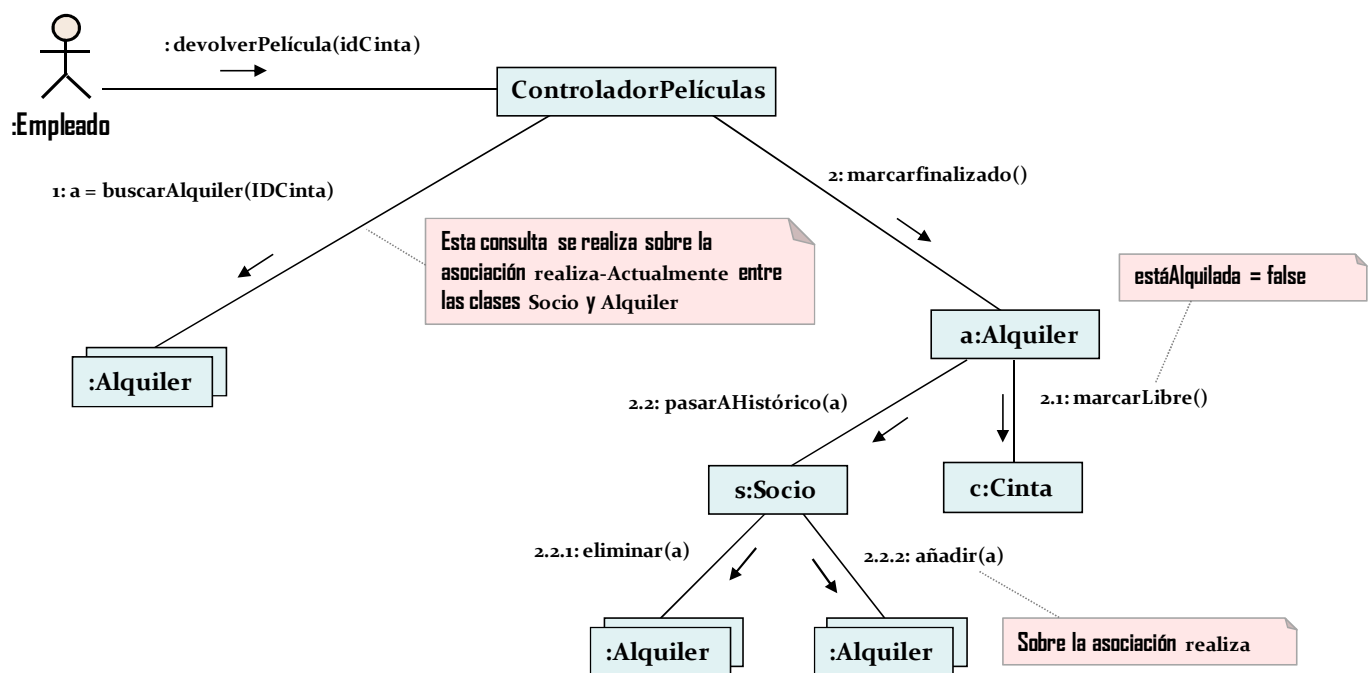 : devolverPelícula(idCinta)
ControladorPelículas
:Empleado
1: a = buscarAlquiler(IDCinta)
2: marcarfinalizado()
Esta consulta se realiza sobre la
asociación realiza-Actualmente entre
las clases Socio y Alquiler
estáAlquilada = false
a:Alquiler
:Alquiler
2.2: pasarAHistórico(a)
2.1: marcarLibre()
s:Socio
c:Cinta
2.2.1: eliminar(a)
2.2.2: añadir(a)
:Alquiler
:Alquiler
Sobre la asociación realiza